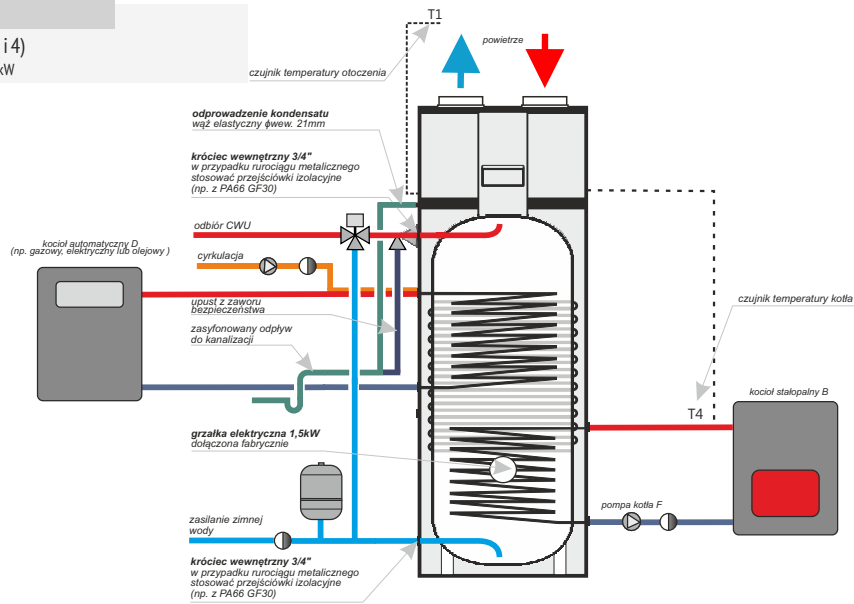 i4)
kW
T1
powietrze
czujnik temperatury otoczenia
odprowadzenie kondensatu
wąż elastyczny ϕwew. 21mm
króciec wewnętrzny 3/4"
w przypadku rurociągu metalicznego
stosować przejściówki izolacyjne
(np. z PA66 GF30)
odbiór CWU
kocioł automatyczny D
(np. gazowy, elektryczny lub olejowy )
cyrkulacja
upust z zaworu
bezpieczeństwa
czujnik temperatury kotła
zasyfonowany odpływ
do kanalizacji
kocioł stałopalny B
T4
grzałka elektryczna 1,5kW
dołączona fabrycznie
pompa kotła F
zasilanie zimnej
wody
króciec wewnętrzny 3/4"
w przypadku rurociągu metalicznego
stosować przejściówki izolacyjne
(np. z PA66 GF30)